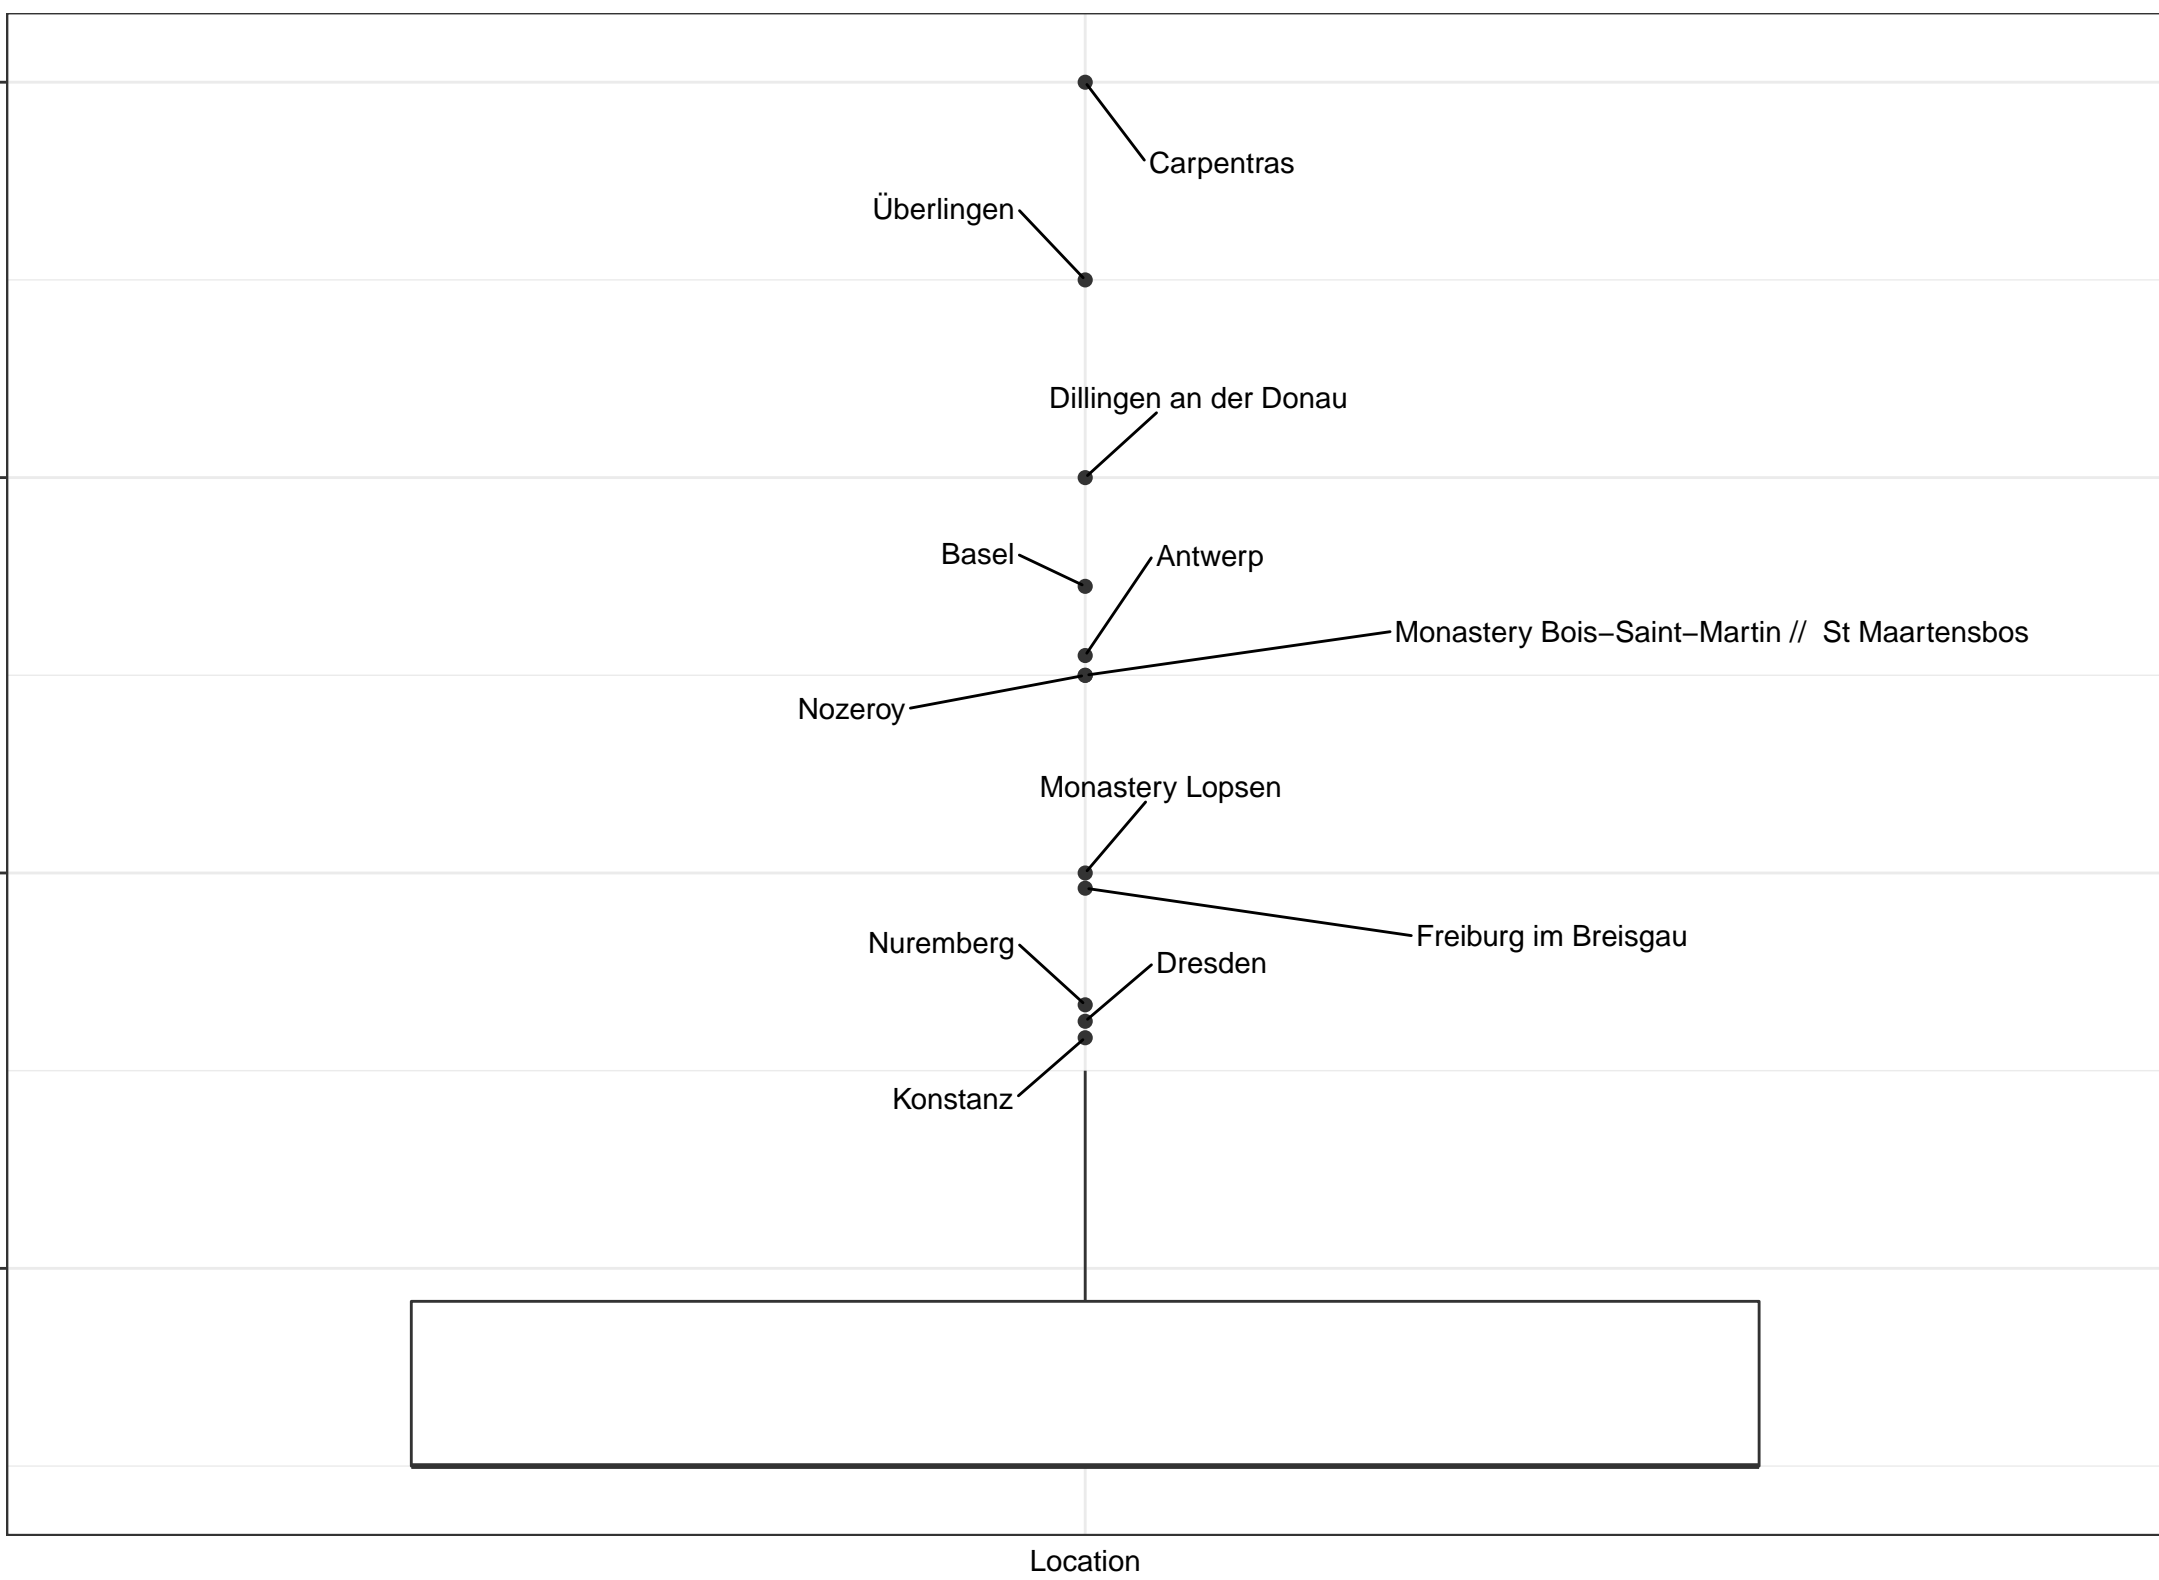 Carpentras
Überlingen
Dillingen an der Donau
Basel
Antwerp
Monastery Bois−Saint−Martin //  St Maartensbos
Nozeroy
Monastery Lopsen
Freiburg im Breisgau
Nuremberg
Dresden
Konstanz
Location